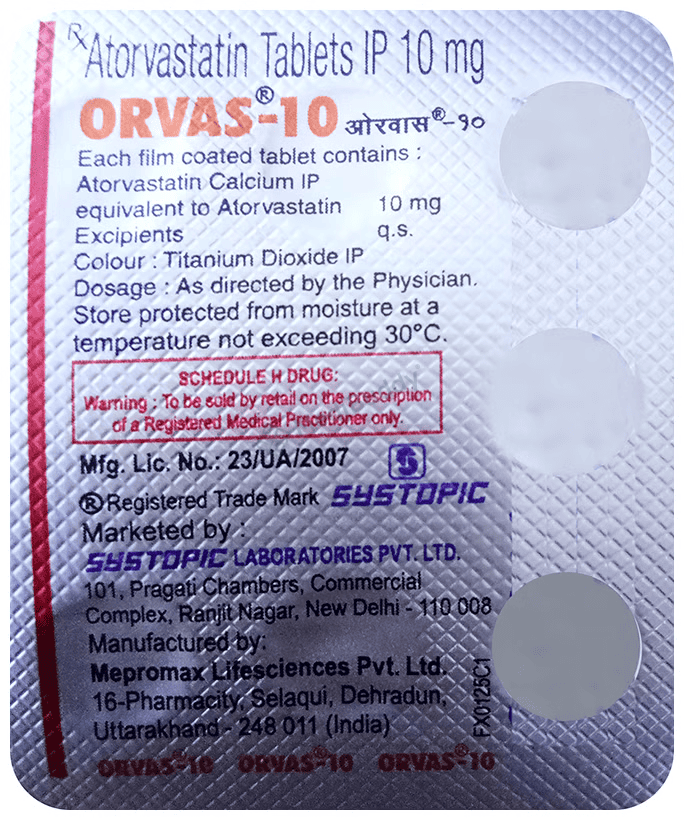 Rx Atorvastatin Tablets IP 10 mg
ORVAS®-10 ओरवास®-१०
Each film coated tablet contains :
Atorvastatin Calcium IP
equivalent to Atorvastatin 10 mg
Excipients q.s.
Colour : Titanium Dioxide IP
Dosage : As directed by the Physician.
Store protected from moisture at a
temperature not exceeding 30°C.
SCHEDULE H DRUG:
Warning : To be sold by retail on the prescription
of a Registered Medical Practitioner only.
Mfg. Lic. No.: 23/UA/2007 S
®Registered Trade Mark SYSTOPIC
Marketed by :
SYSTOPIC LABORATORIES PVT. LTD.
101, Pragati Chambers, Commercial
Complex, Ranjit Nagar, New Delhi - 110 008
Manufactured by:
Mepromax Lifesciences Pvt. Ltd.
16-Pharmacity, Selaqui, Dehradun,
Uttarakhand - 248 011 (India)
FX0125C1
ORVAS®-10 ORVAS®-10 ORVAS®-10